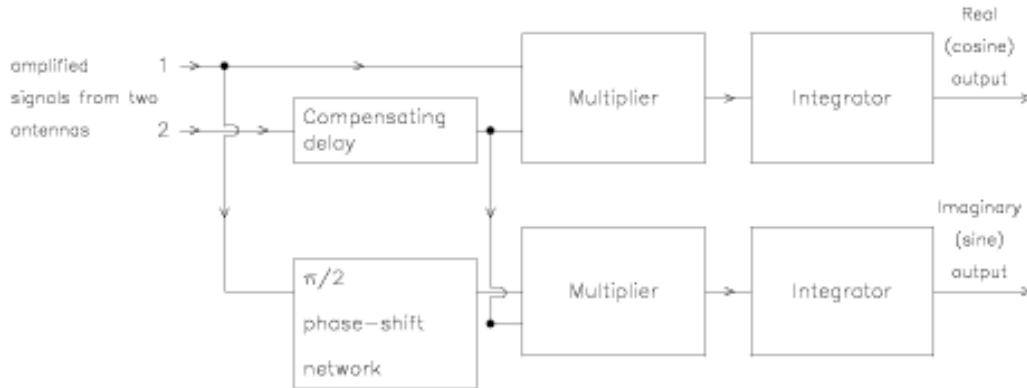 amplified
signals from two
antennas
1
2
Compensating
delay
π/2
phase-shift
network
Multiplier
Integrator
Real
(cosine)
output
Multiplier
Integrator
Imaginary
(sine)
output